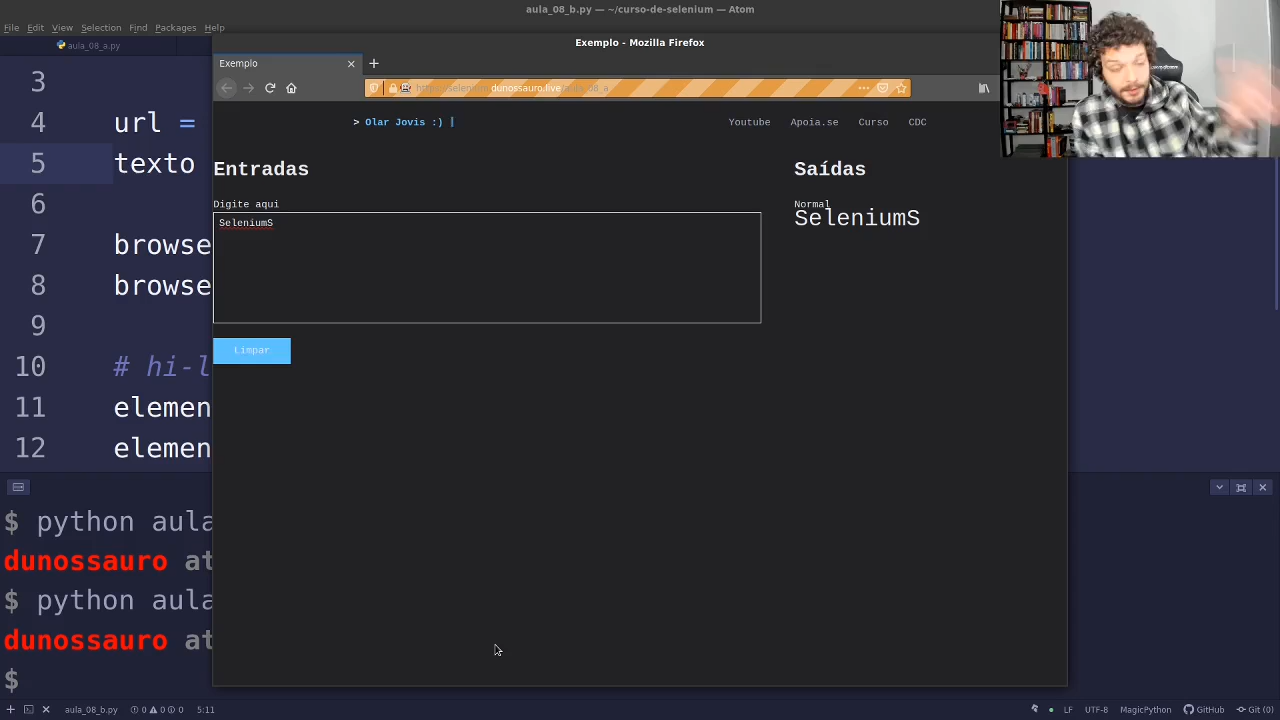 aula_08_b.py — ~/curso-de-selenium — Atom
File Edit View Selection Find Packages Help
aula_08_a.py
Exemplo - Mozilla Firefox
Exemplo
dunossauro.live
> Olar Jovis :) |
Youtube Apoia.se Curso CDC
Entradas
Saídas
Digite aqui
Normal
SeleniumS
SeleniumS
Limpar
3
4 url =
5 texto
6
7 browse
8 browse
9
10 # hi-l
11 elemen
12 elemen
$ python aula
dunossauro at
$ python aula
dunossauro at
$
aula_08_b.py 0 0 0 5:11
LF UTF-8 MagicPython GitHub Git (0)